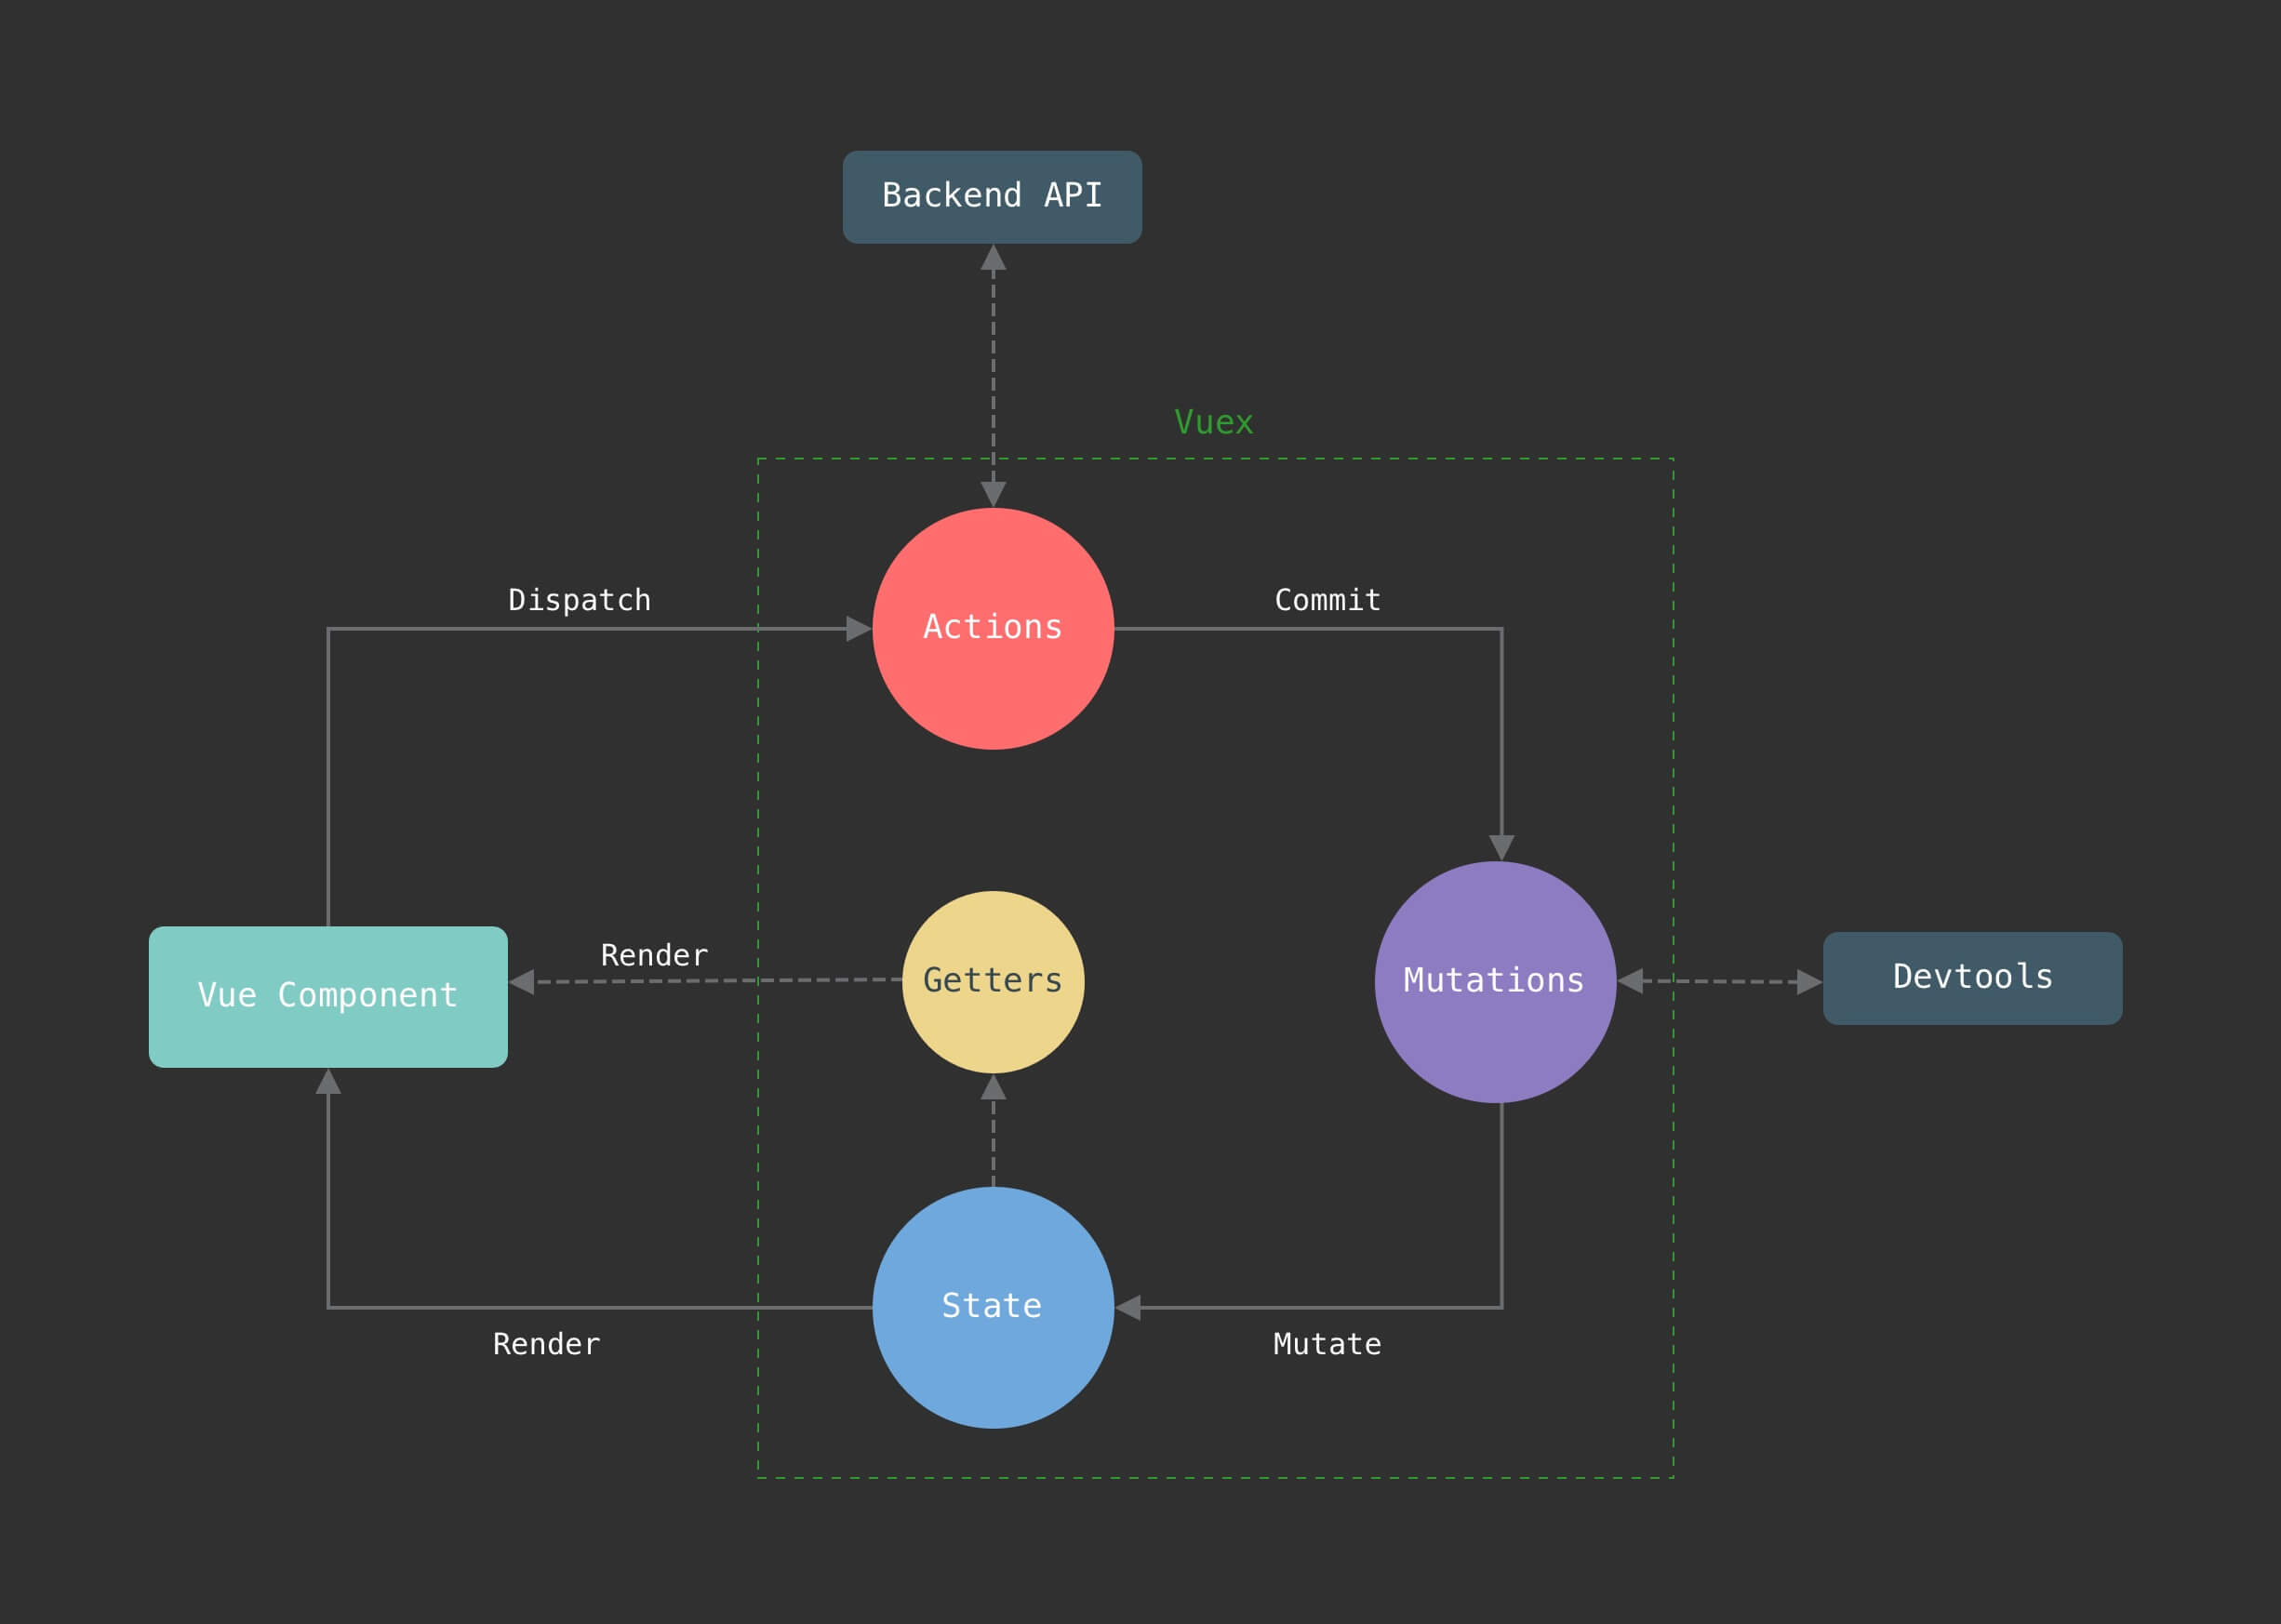 Backend API
Vuex
Dispatch
Commit
Actions
Render
Getters
Mutations
Devtools
Vue Component
State
Render
Mutate